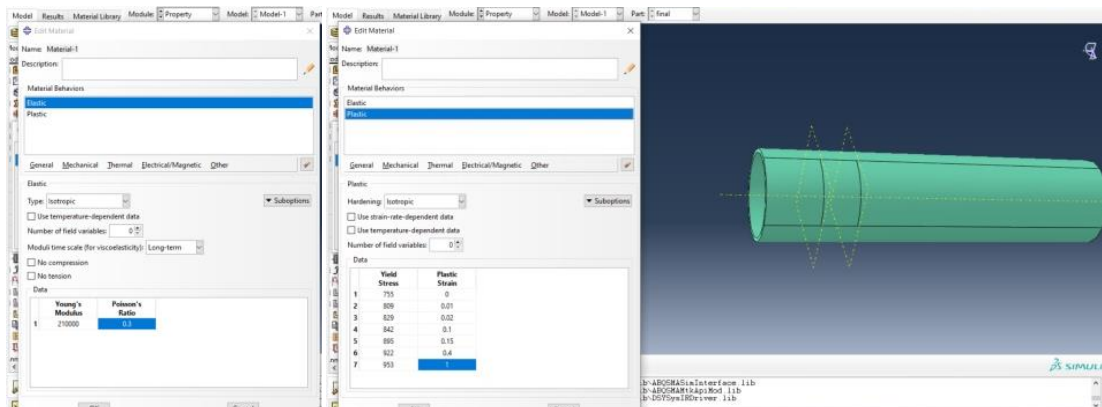 Model Results Material Library Module: Property Model: Model-1 Part
Edit Material
Name: Material-1
Description:
Material Behaviors
Elastic
Plastic
General Mechanical Thermal Electrical/Magnetic Other
Elastic
Type: Isotropic
Suboptions
Use temperature-dependent data
Number of field variables: 0
Moduli time scale (for viscoelasticity): Long-term
No compression
No tension
Data
Young's Modulus Poisson's Ratio
1 210000 0.3
Model Results Material Library Module: Property Model: Model-1 Part: final
Edit Material
Name: Material-1
Description:
Material Behaviors
Elastic
Plastic
General Mechanical Thermal Electrical/Magnetic Other
Plastic
Hardening: Isotropic
Suboptions
Use strain-rate-dependent data
Use temperature-dependent data
Number of field variables: 0
Data
Yield Stress Plastic Strain
1 755 0
2 809 0.01
3 829 0.02
4 842 0.1
5 895 0.15
6 922 0.4
7 953 1
SIMULI
b\ABQSMASimInterface.lib
b\ABQSMAMtkApiMod.lib
b\DSYSysIRDriver.lib